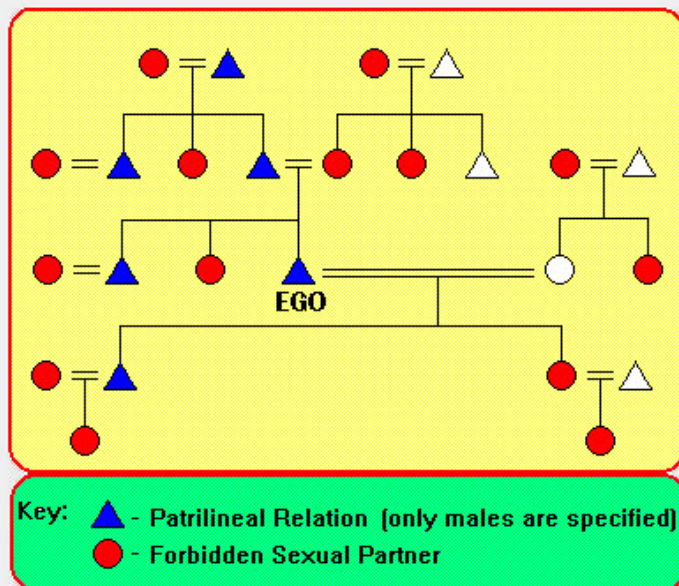 EGO
Key: - Patrilineal Relation (only males are specified)
- Forbidden Sexual Partner